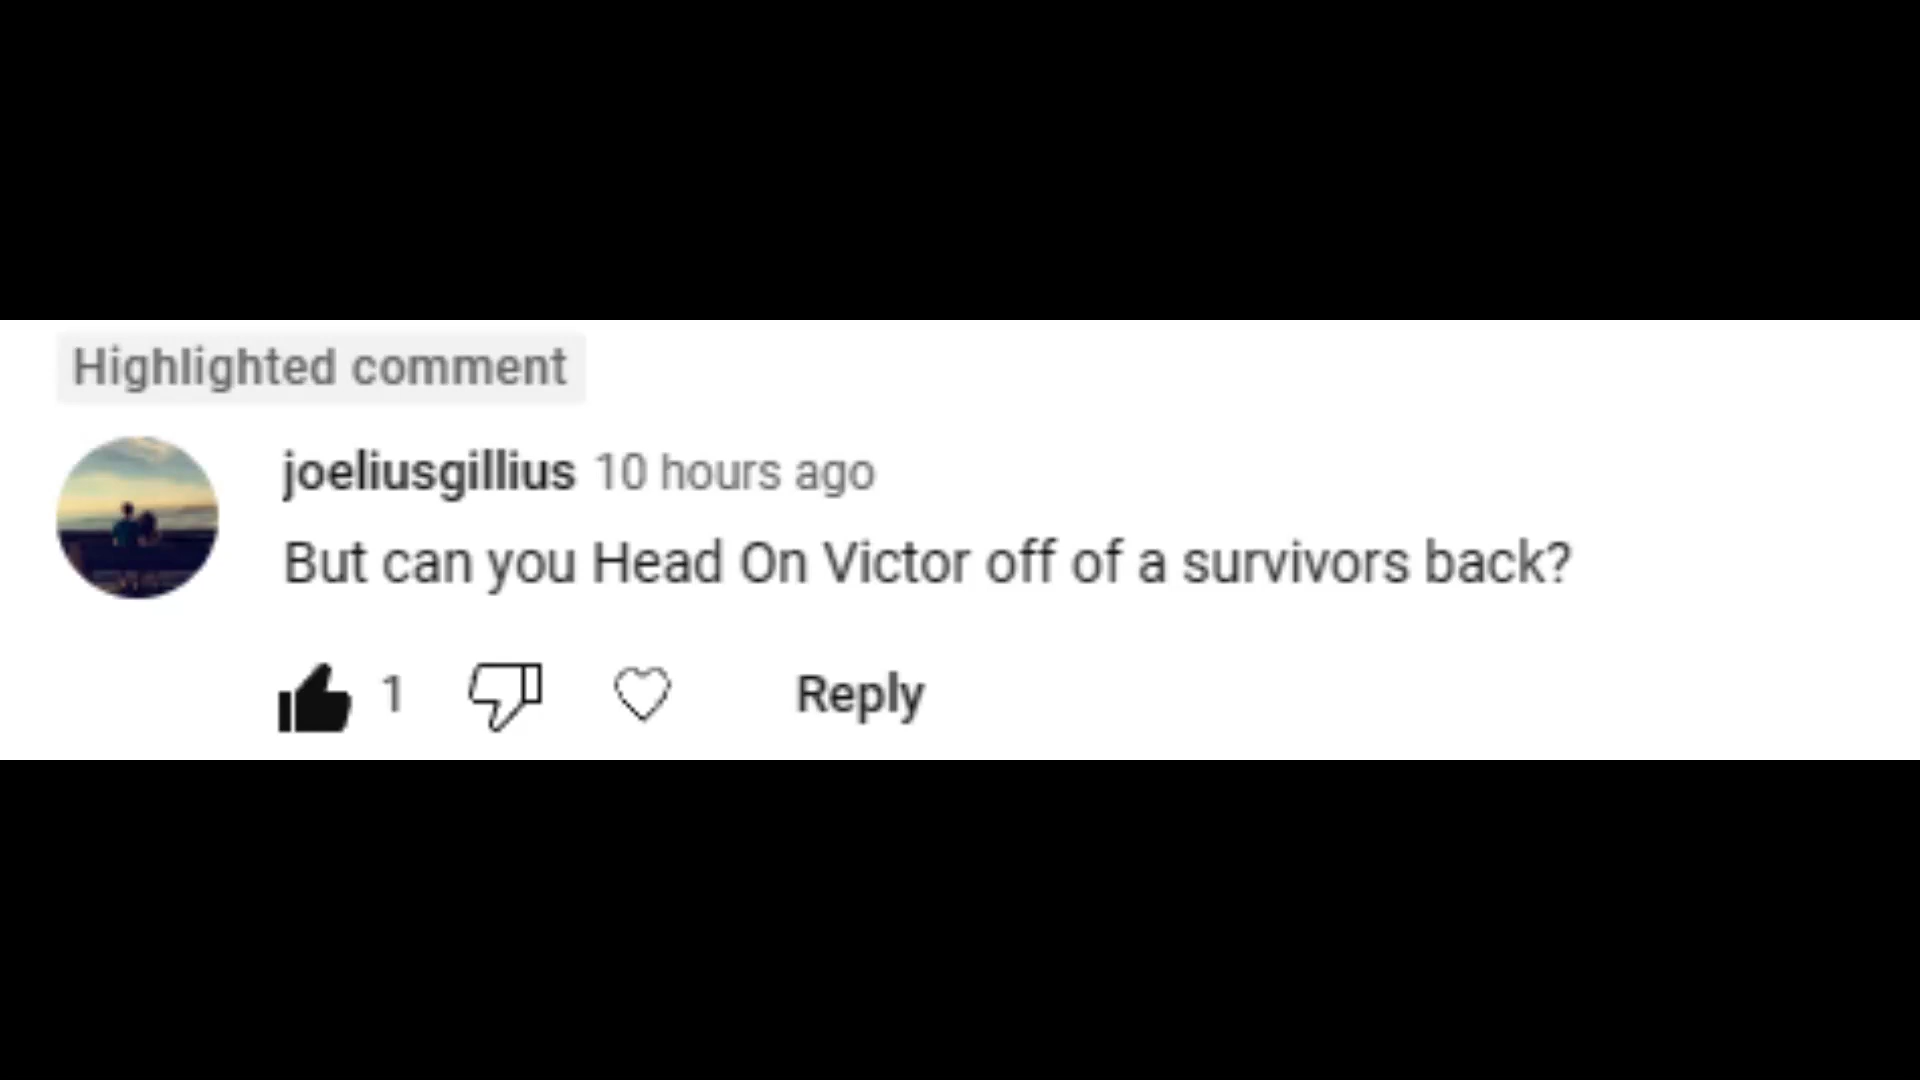 Highlighted comment
joeliusgillius 10 hours ago
But can you Head On Victor off of a survivors back?
1 Reply